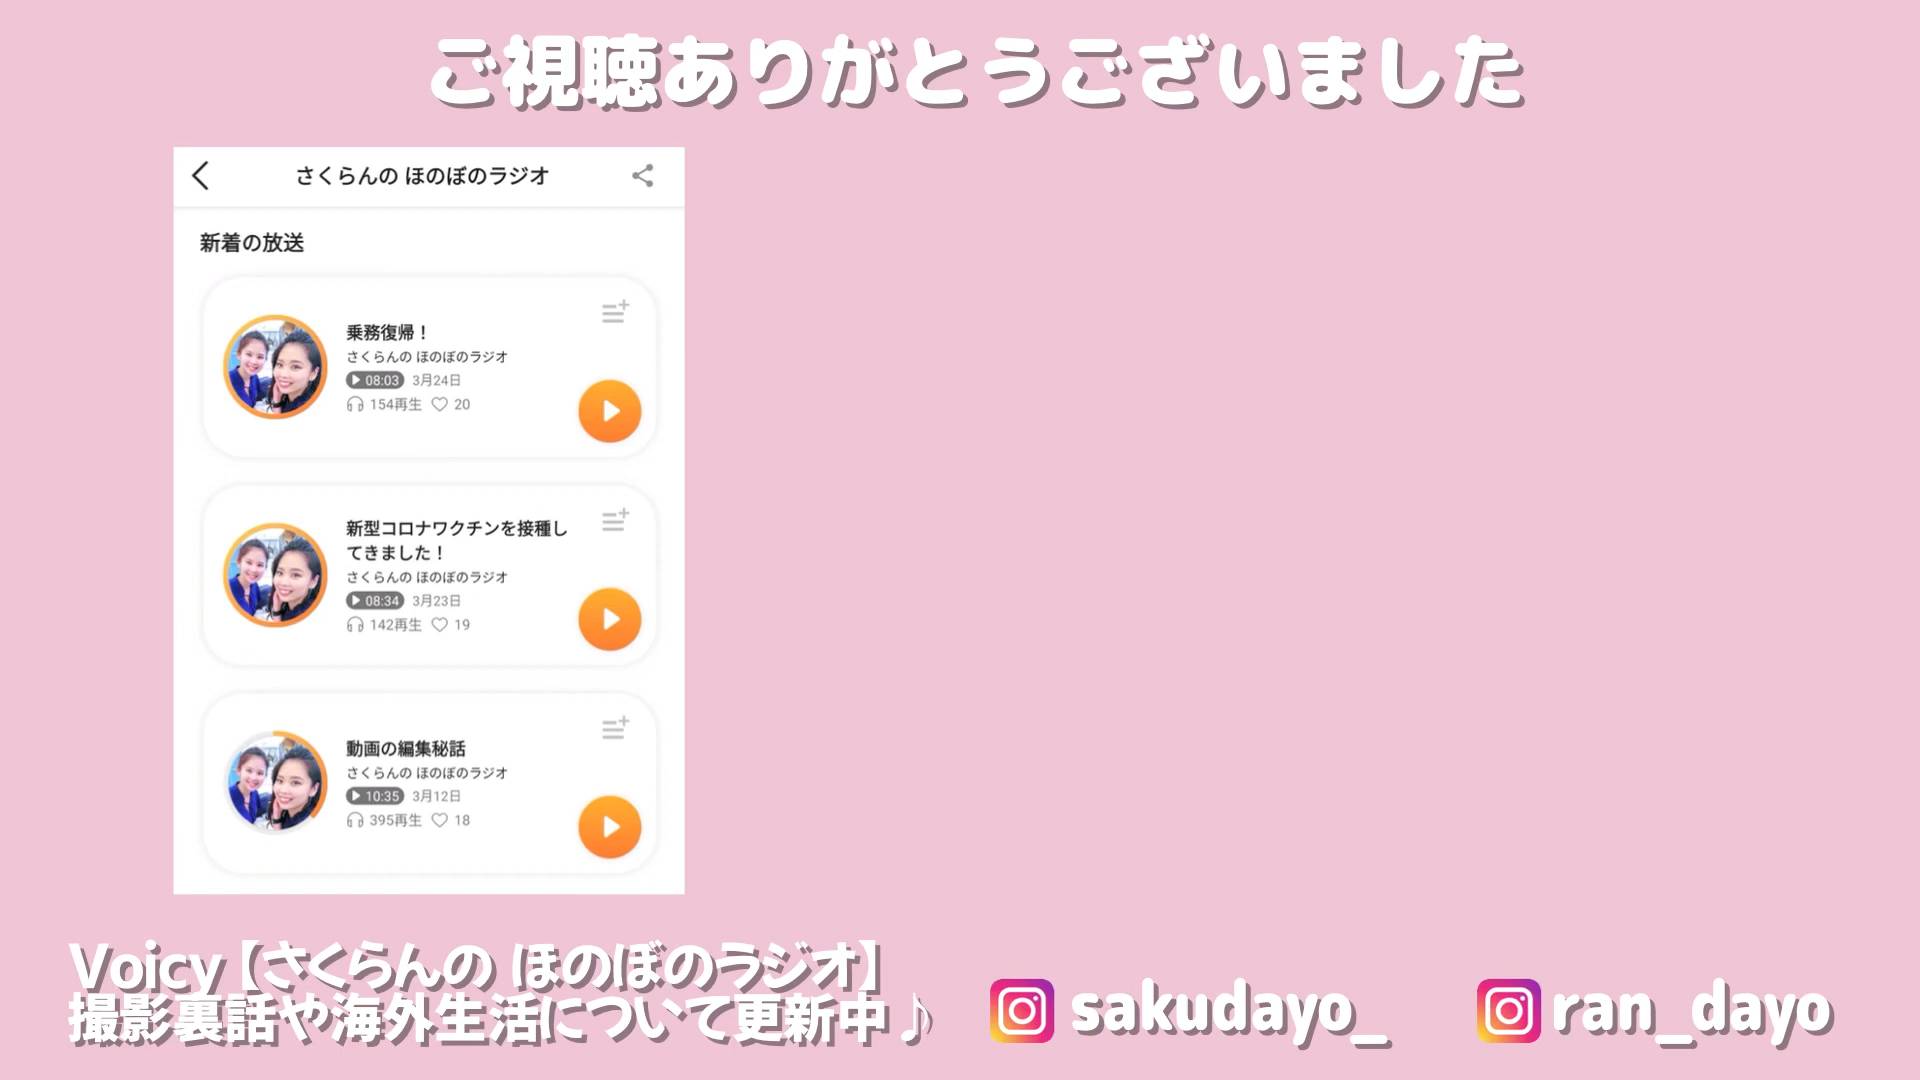 ご視聴ありがとうございました
さくらんの ほのぼのラジオ
新着の放送
乗務復帰！
さくらんの ほのぼのラジオ
08:03 3月24日
154再生 20
新型コロナワクチンを接種し
てきました！
さくらんの ほのぼのラジオ
08:34 3月23日
142再生 19
動画の編集秘話
さくらんの ほのぼのラジオ
10:35 3月12日
395再生 18
Voicy【さくらんの ほのぼのラジオ】
撮影裏話や海外生活について更新中♪
sakudayo_
ran_dayo